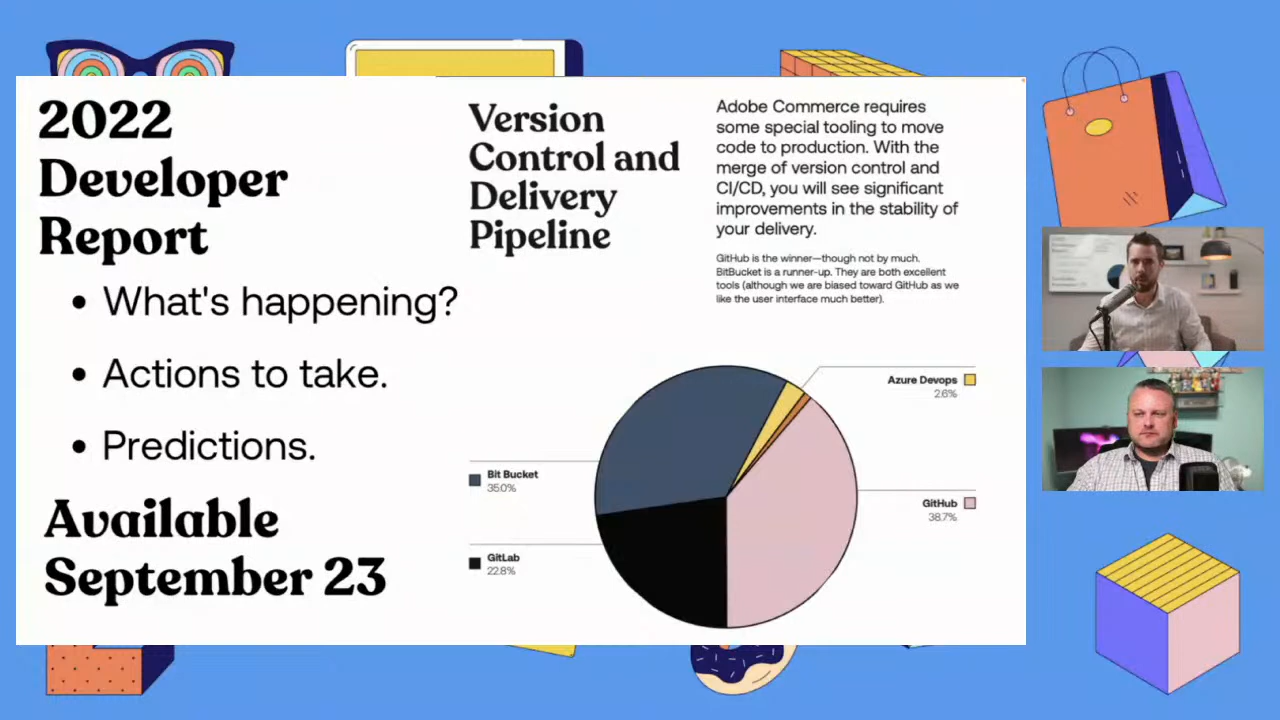 2022
Developer
Report
• What's happening?
• Actions to take.
• Predictions.
Available
September 23
Version
Control and
Delivery
Pipeline
Adobe Commerce requires
some special tooling to move
code to production. With the
merge of version control and
CI/CD, you will see significant
improvements in the stability of
your delivery.
GitHub is the winner—though not by much.
BitBucket is a runner-up. They are both excellent
tools (although we are biased toward GitHub as we
like the user interface much better).
Azure Devops
2.6%
Bit Bucket
35.0%
GitHub
38.7%
GitLab
22.8%